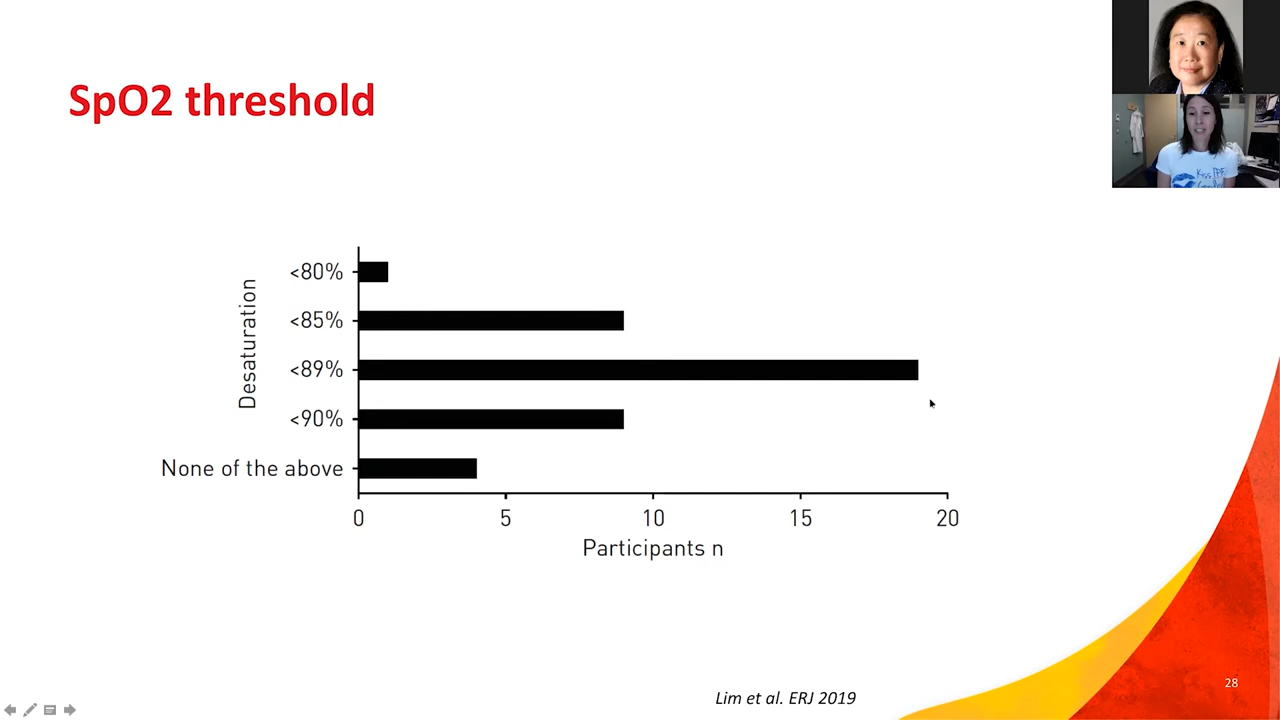 SpO2 threshold
Desaturation
<80%
<85%
<89%
<90%
None of the above
0 5 10 15 20
Participants n
Lim et al. ERJ 2019
28